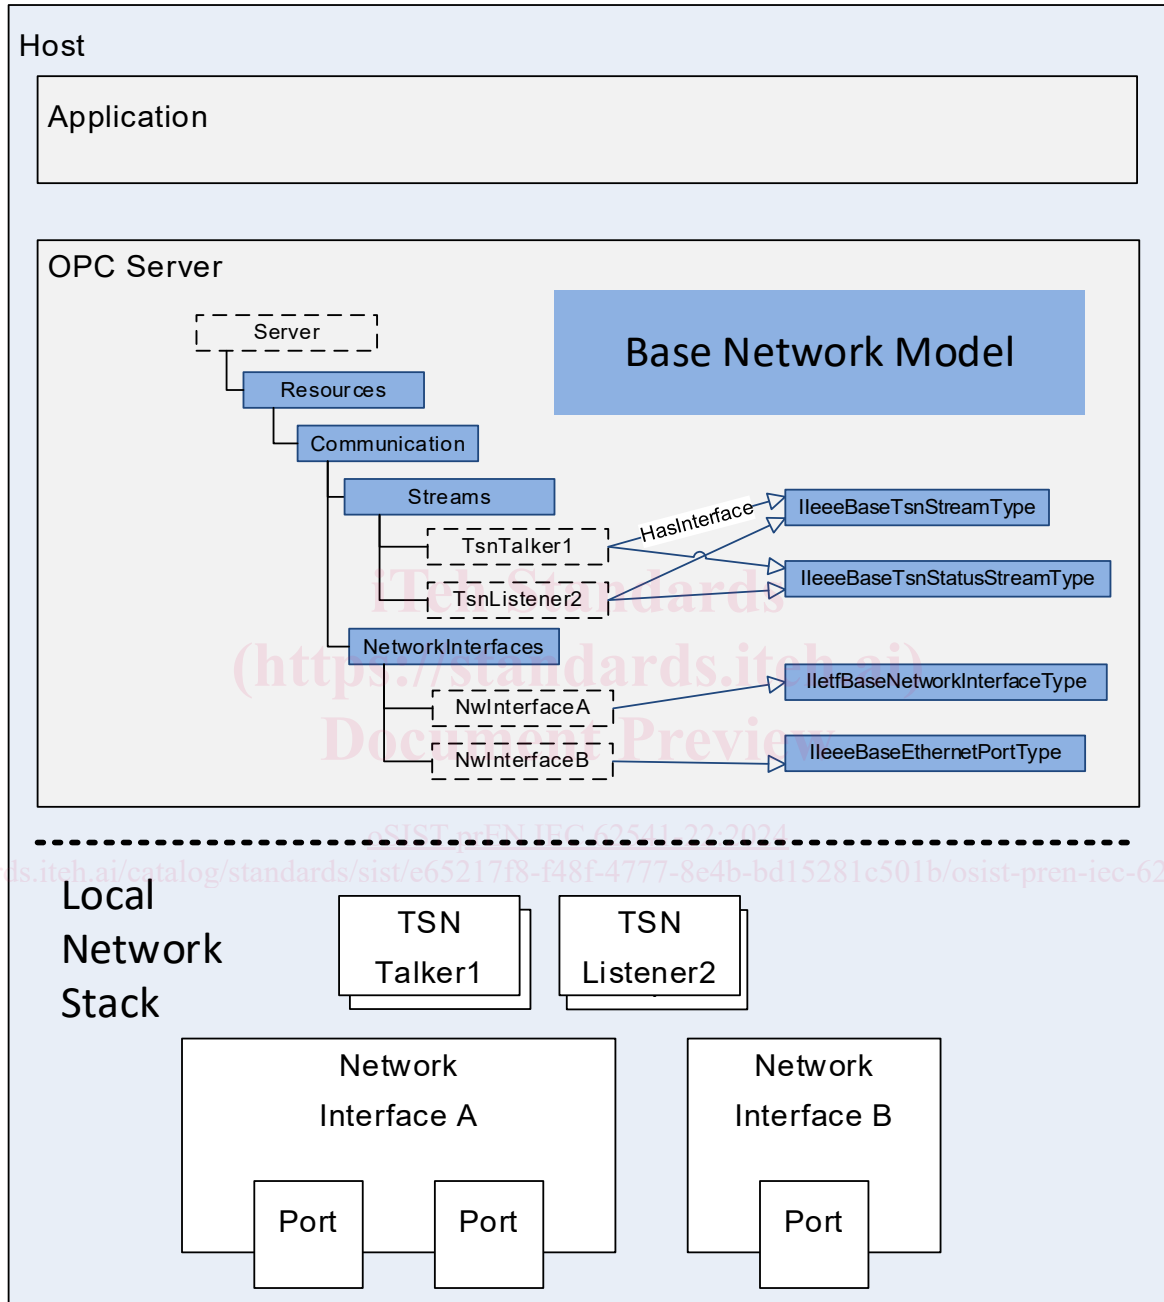 Host
Application
OPC Server
Base Network Model
Server
Resources
Communication
Streams
TsnTalker1
TsnListener2
NetworkInterfaces
NwInterfaceA
NwInterfaceB
HasInterface
IIeeeBaseTsnStreamType
IIeeeBaseTsnStatusStreamType
IIetfBaseNetworkInterfaceType
IIeeeBaseEthernetPortType
iTeh Standards
(https://standards.iteh.ai)
Document Preview
oSIST prEN IEC 62541-22:2024
ds.iteh.ai/catalog/standards/sist/e65217f8-f48f-4777-8e4b-bd15281c501b/osist-pren-iec-62
Local
Network
Stack
TSN
Talker1
TSN
Listener2
Network
Interface A
Port
Port
Network
Interface B
Port